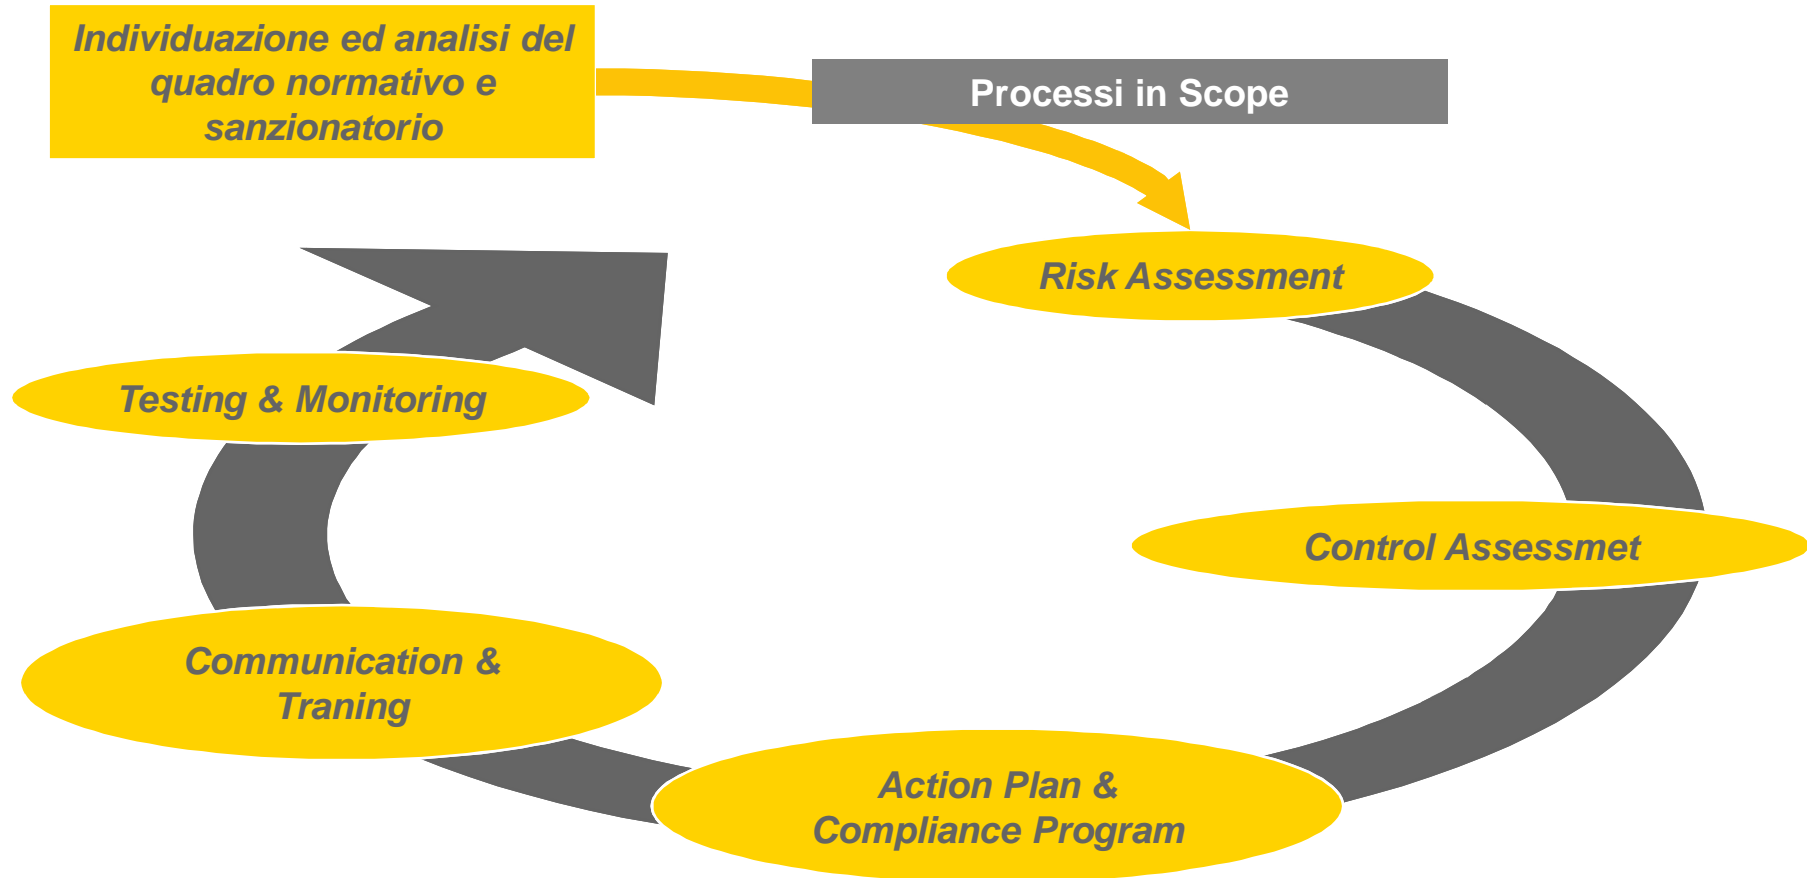 Individuazione ed analisi del
quadro normativo e
sanzionatorio
Processi in Scope
Risk Assessment
Control Assessmet
Action Plan &
Compliance Program
Communication &
Traning
Testing & Monitoring